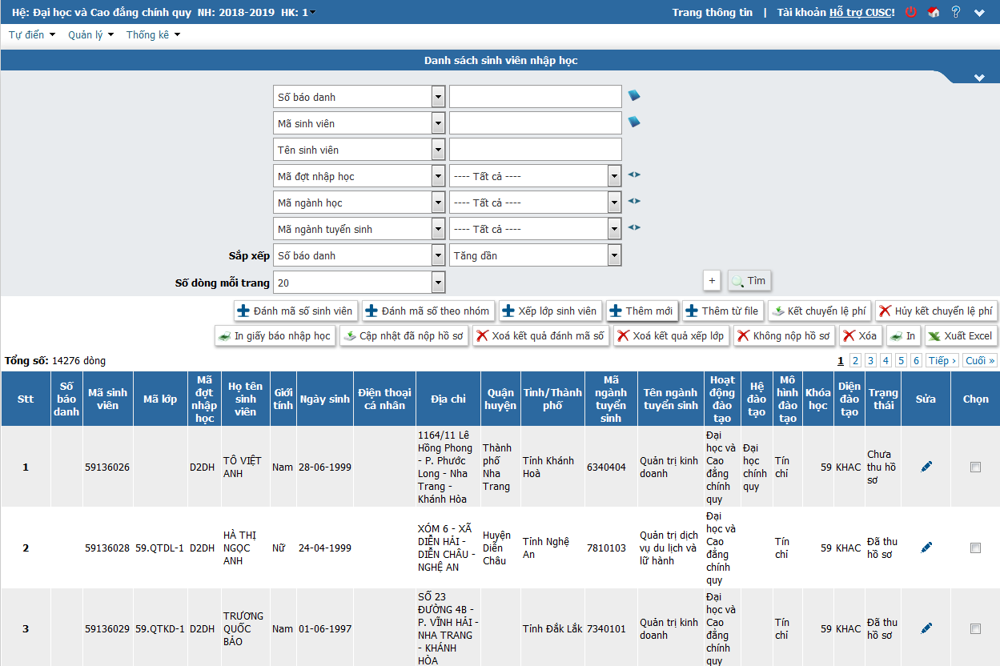 Hệ: Đại học và Cao đẳng chính quy NH: 2018-2019 HK: 1
Trang thông tin | Tài khoản Hỗ trợ CUSC!
Tự điển Quản lý Thống kê
Danh sách sinh viên nhập học
Số báo danh
Mã sinh viên
Tên sinh viên
Mã đợt nhập học ---- Tất cả ----
Mã ngành học ---- Tất cả ----
Mã ngành tuyển sinh ---- Tất cả ----
Sắp xếp Số báo danh Tăng dần
Số dòng mỗi trang 20 + Tìm
Đánh mã số sinh viên Đánh mã số theo nhóm Xếp lớp sinh viên Thêm mới Thêm từ file Kết chuyển lệ phí Hủy kết chuyển lệ phí
In giấy báo nhập học Cập nhật đã nộp hồ sơ Xoá kết quả đánh mã số Xoá kết quả xếp lớp Không nộp hồ sơ Xóa In Xuất Excel
Tổng số: 14276 dòng 1 2 3 4 5 6 Tiếp › Cuối »
Stt
Số
báo
danh
Mã sinh
viên
Mã lớp
Mã
đợt
nhập
học
Họ tên
sinh
viên
Giới
tính
Ngày sinh
Điện thoại
cá nhân
Địa chỉ
Quận
huyện
Tỉnh/Thành
phố
Mã
ngành
tuyển
sinh
Tên ngành
tuyển sinh
Hoạt
động
đào
tạo
Hệ
đào
tạo
Mô
hình
đào
tạo
Khóa
học
Diện
đào
tạo
Trạng
thái
Sửa
Chọn
1
59136026
D2DH
TÔ VIỆT
ANH
Nam
28-06-1999
1164/11 Lê
Hồng Phong
- P. Phước
Long - Nha
Trang -
Khánh Hòa
Thành
phố
Nha
Trang
Tỉnh Khánh
Hoà
6340404
Quản trị kinh
doanh
Đại
học và
Cao
đẳng
chính
quy
Đại
học
chính
quy
Tín
chỉ
59
KHAC
Chưa
thu hồ
sơ
2
59136028
59.QTDL-1
D2DH
HÀ THỊ
NGỌC
ANH
Nữ
24-04-1999
XÓM 6 - XÃ
DIỄN HẢI -
DIỄN CHÂU -
NGHỆ AN
Huyện
Diễn
Châu
Tỉnh Nghệ
An
7810103
Quản trị dịch
vụ du lịch và
lữ hành
Đại
học và
Cao
đẳng
chính
quy
Tín
chỉ
59
KHAC
Đã thu
hồ sơ
3
59136029
59.QTKD-1
D2DH
TRƯƠNG
QUỐC
BẢO
Nam
01-06-1997
SỐ 23
ĐƯỜNG 4B -
P. VĨNH HẢI -
NHA TRANG
- KHÁNH
HÒA
Tỉnh Đắk Lắk
7340101
Quản trị kinh
doanh
Đại
học và
Cao
đẳng
chính
quy
Tín
chỉ
59
KHAC
Đã thu
hồ sơ